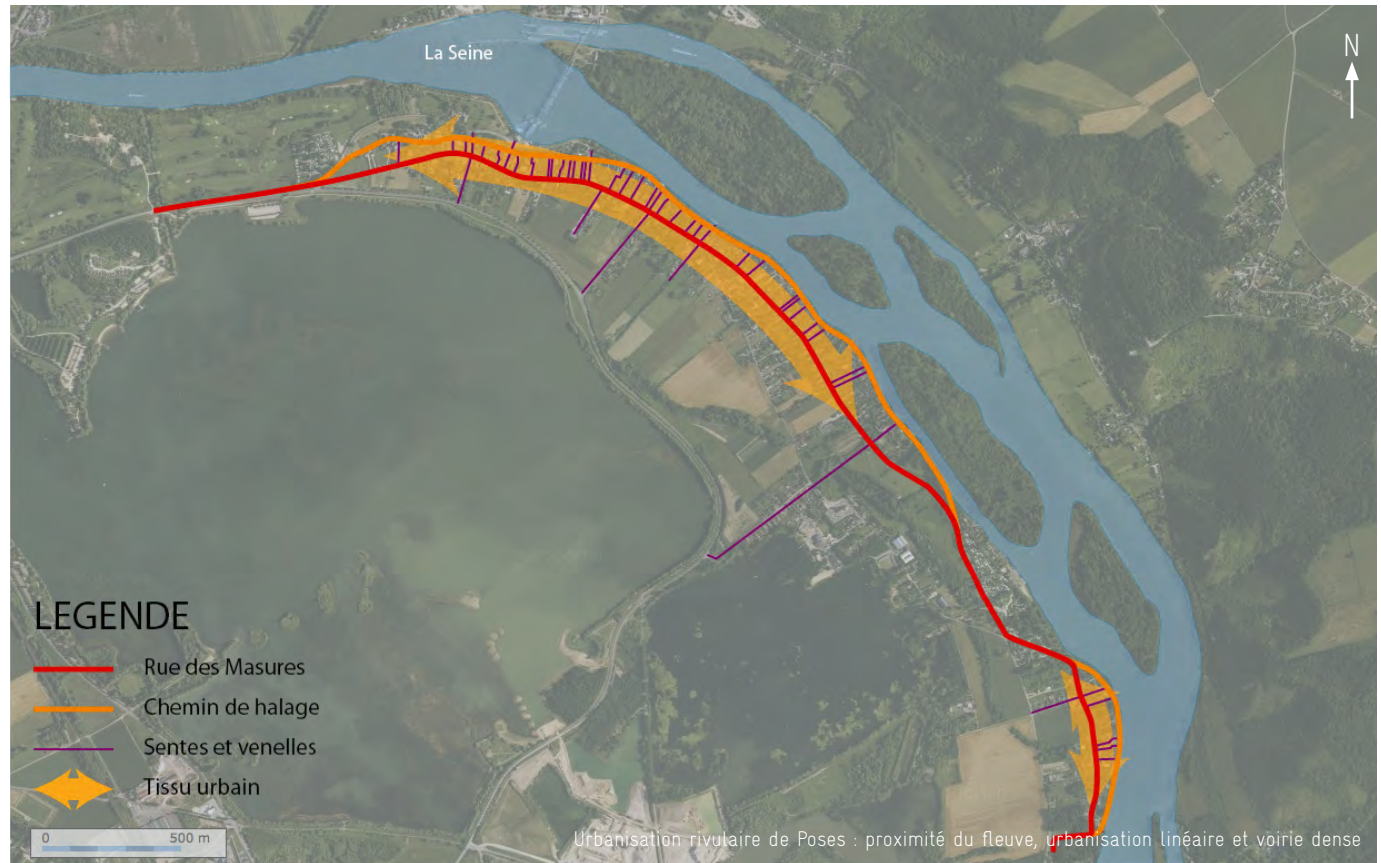 La Seine
N
LEGENDE
Rue des Masures
Chemin de halage
Sentes et venelles
Tissu urbain
0 500 m
Urbanisation rivulaire de Poses : proximité du fleuve, urbanisation linéaire et voirie dense